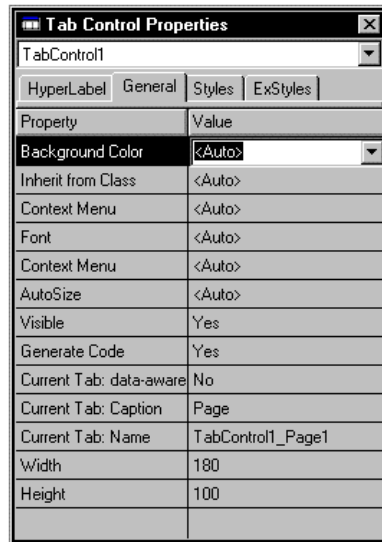 Tab Control Properties
TabControl1
HyperLabel General Styles ExStyles
Property Value
Background Color <Auto>
Inherit from Class <Auto>
Context Menu <Auto>
Font <Auto>
Context Menu <Auto>
AutoSize <Auto>
Visible Yes
Generate Code Yes
Current Tab: data-aware No
Current Tab: Caption Page
Current Tab: Name TabControl1_Page1
Width 180
Height 100